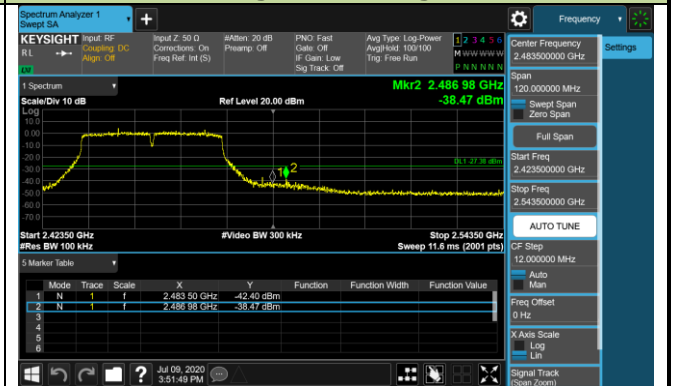 Spectrum Analyzer 1
Swept SA
Frequency
KEYSIGHT Input: RF Input Z: 50 Ω #Atten: 20 dB PNO: Fast Avg Type: Log-Power 1 2 3 4 5 6
RL Coupling: DC Corrections: On Preamp: Off Gate: Off Avg|Hold: 100/100 M W W W W W
Align: Off Freq Ref: Int (S) IF Gain: Low Trig: Free Run
Sig Track: Off P N N N N N
Center Frequency
2.483500000 GHz
Settings
Span
120.000000 MHz
Swept Span
Zero Span
Full Span
Start Freq
2.423500000 GHz
Stop Freq
2.543500000 GHz
AUTO TUNE
CF Step
12.000000 MHz
Auto
Man
Freq Offset
0 Hz
X Axis Scale
Log
Lin
Signal Track
(Span Zoom)
1 Spectrum
Mkr2 2.486 98 GHz
Scale/Div 10 dB Ref Level 20.00 dBm -38.47 dBm
Log
10.0
0.00
-10.0
-20.0
-30.0
-40.0
-50.0
-60.0
-70.0
1 2
DL1 -27.38 dBm
Start 2.42350 GHz #Video BW 300 kHz Stop 2.54350 GHz
#Res BW 100 kHz Sweep 11.6 ms (2001 pts)
5 Marker Table
Mode Trace Scale X Y Function Function Width Function Value
1 N 1 f 2.483 50 GHz -42.40 dBm
2 N 1 f 2.486 98 GHz -38.47 dBm
3
4
5
6
Jul 09, 2020
3:51:49 PM